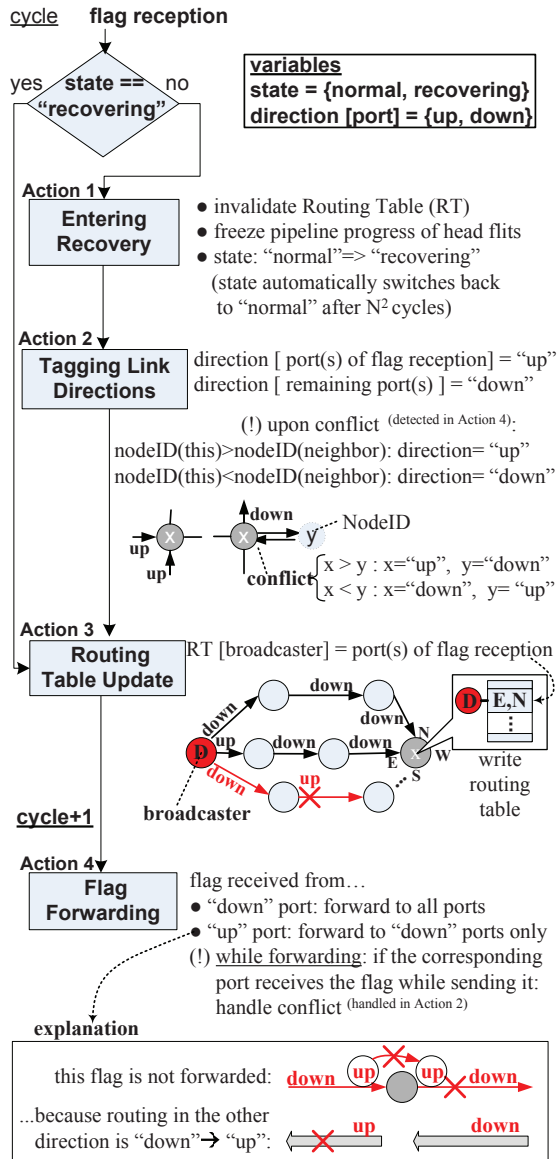 cycle flag reception
yes state == no
“recovering”
variables
state = {normal, recovering}
direction [port] = {up, down}
Action 1
Entering
Recovery
● invalidate Routing Table (RT)
● freeze pipeline progress of head flits
● state: “normal”=> “recovering”
(state automatically switches back
to “normal” after N² cycles)
Action 2
Tagging Link
Directions
direction [ port(s) of flag reception] = “up”
direction [ remaining port(s) ] = “down”
(!) upon conflict (detected in Action 4):
nodeID(this)>nodeID(neighbor): direction= “up”
nodeID(this)<nodeID(neighbor): direction= “down”
down
NodeID
x x y
up
up
conflict
x > y : x=“up”, y=“down”
x < y : x=“down”, y= “up”
Action 3
Routing
Table Update
RT [broadcaster] = port(s) of flag reception
D E,N
⋮
write
routing
table
down
down
down
N
D up down down
E x W
S
down
up
broadcaster
cycle+1
Action 4
Flag
Forwarding
flag received from…
● “down” port: forward to all ports
● “up” port: forward to “down” ports only
(!) while forwarding: if the corresponding
port receives the flag while sending it:
handle conflict (handled in Action 2)
explanation
this flag is not forwarded: down up up down
...because routing in the other
direction is “down”➔ “up”: up down